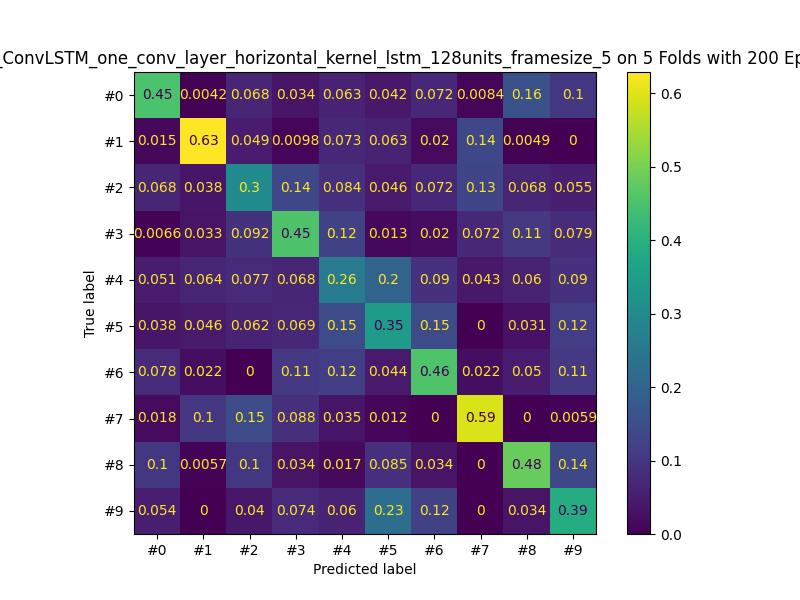 _ConvLSTM_one_conv_layer_horizontal_kernel_lstm_128units_framesize_5 on 5 Folds with 200 Ep
#0 0.45 0.0042 0.068 0.034 0.063 0.042 0.072 0.0084 0.16 0.1
#1 0.015 0.63 0.049 0.0098 0.073 0.063 0.02 0.14 0.0049 0
#2 0.068 0.038 0.3 0.14 0.084 0.046 0.072 0.13 0.068 0.055
#3 0.0066 0.033 0.092 0.45 0.12 0.013 0.02 0.072 0.11 0.079
#4 0.051 0.064 0.077 0.068 0.26 0.2 0.09 0.043 0.06 0.09
#5 0.038 0.046 0.062 0.069 0.15 0.35 0.15 0 0.031 0.12
#6 0.078 0.022 0 0.11 0.12 0.044 0.46 0.022 0.05 0.11
#7 0.018 0.1 0.15 0.088 0.035 0.012 0 0.59 0 0.0059
#8 0.1 0.0057 0.1 0.034 0.017 0.085 0.034 0 0.48 0.14
#9 0.054 0 0.04 0.074 0.06 0.23 0.12 0 0.034 0.39
#0 #1 #2 #3 #4 #5 #6 #7 #8 #9
Predicted label
True label
0.6
0.5
0.4
0.3
0.2
0.1
0.0